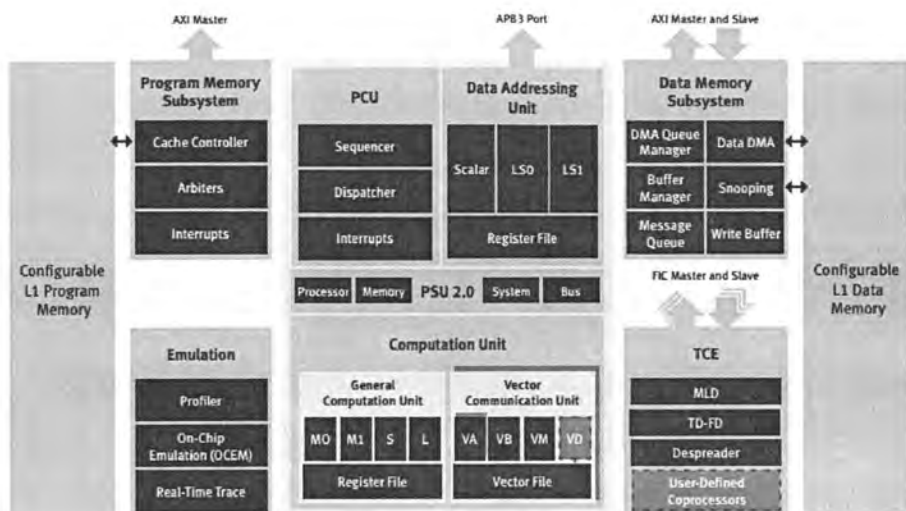 AXI Master
APB3 Port
AXI Master and Slave
Configurable
L1 Program
Memory
Program Memory
Subsystem
Cache Controller
Arbiters
Interrupts
PCU
Sequencer
Dispatcher
Interrupts
Data Addressing
Unit
Scalar
LS0
LS1
Register File
Data Memory
Subsystem
DMA Queue
Manager
Data DMA
Buffer
Manager
Snooping
Message
Queue
Write Buffer
Configurable
L1 Data
Memory
Processor
Memory
PSU 2.0
System
Bus
FIC Master and Slave
Emulation
Profiler
On-Chip
Emulation (OCEM)
Real-Time Trace
Computation Unit
General
Computation Unit
M0
M1
S
L
Register File
Vector
Communication Unit
VA
VB
VM
VD
Vector File
TCE
MLD
TD-FD
Despreader
User-Defined
Coprocessors